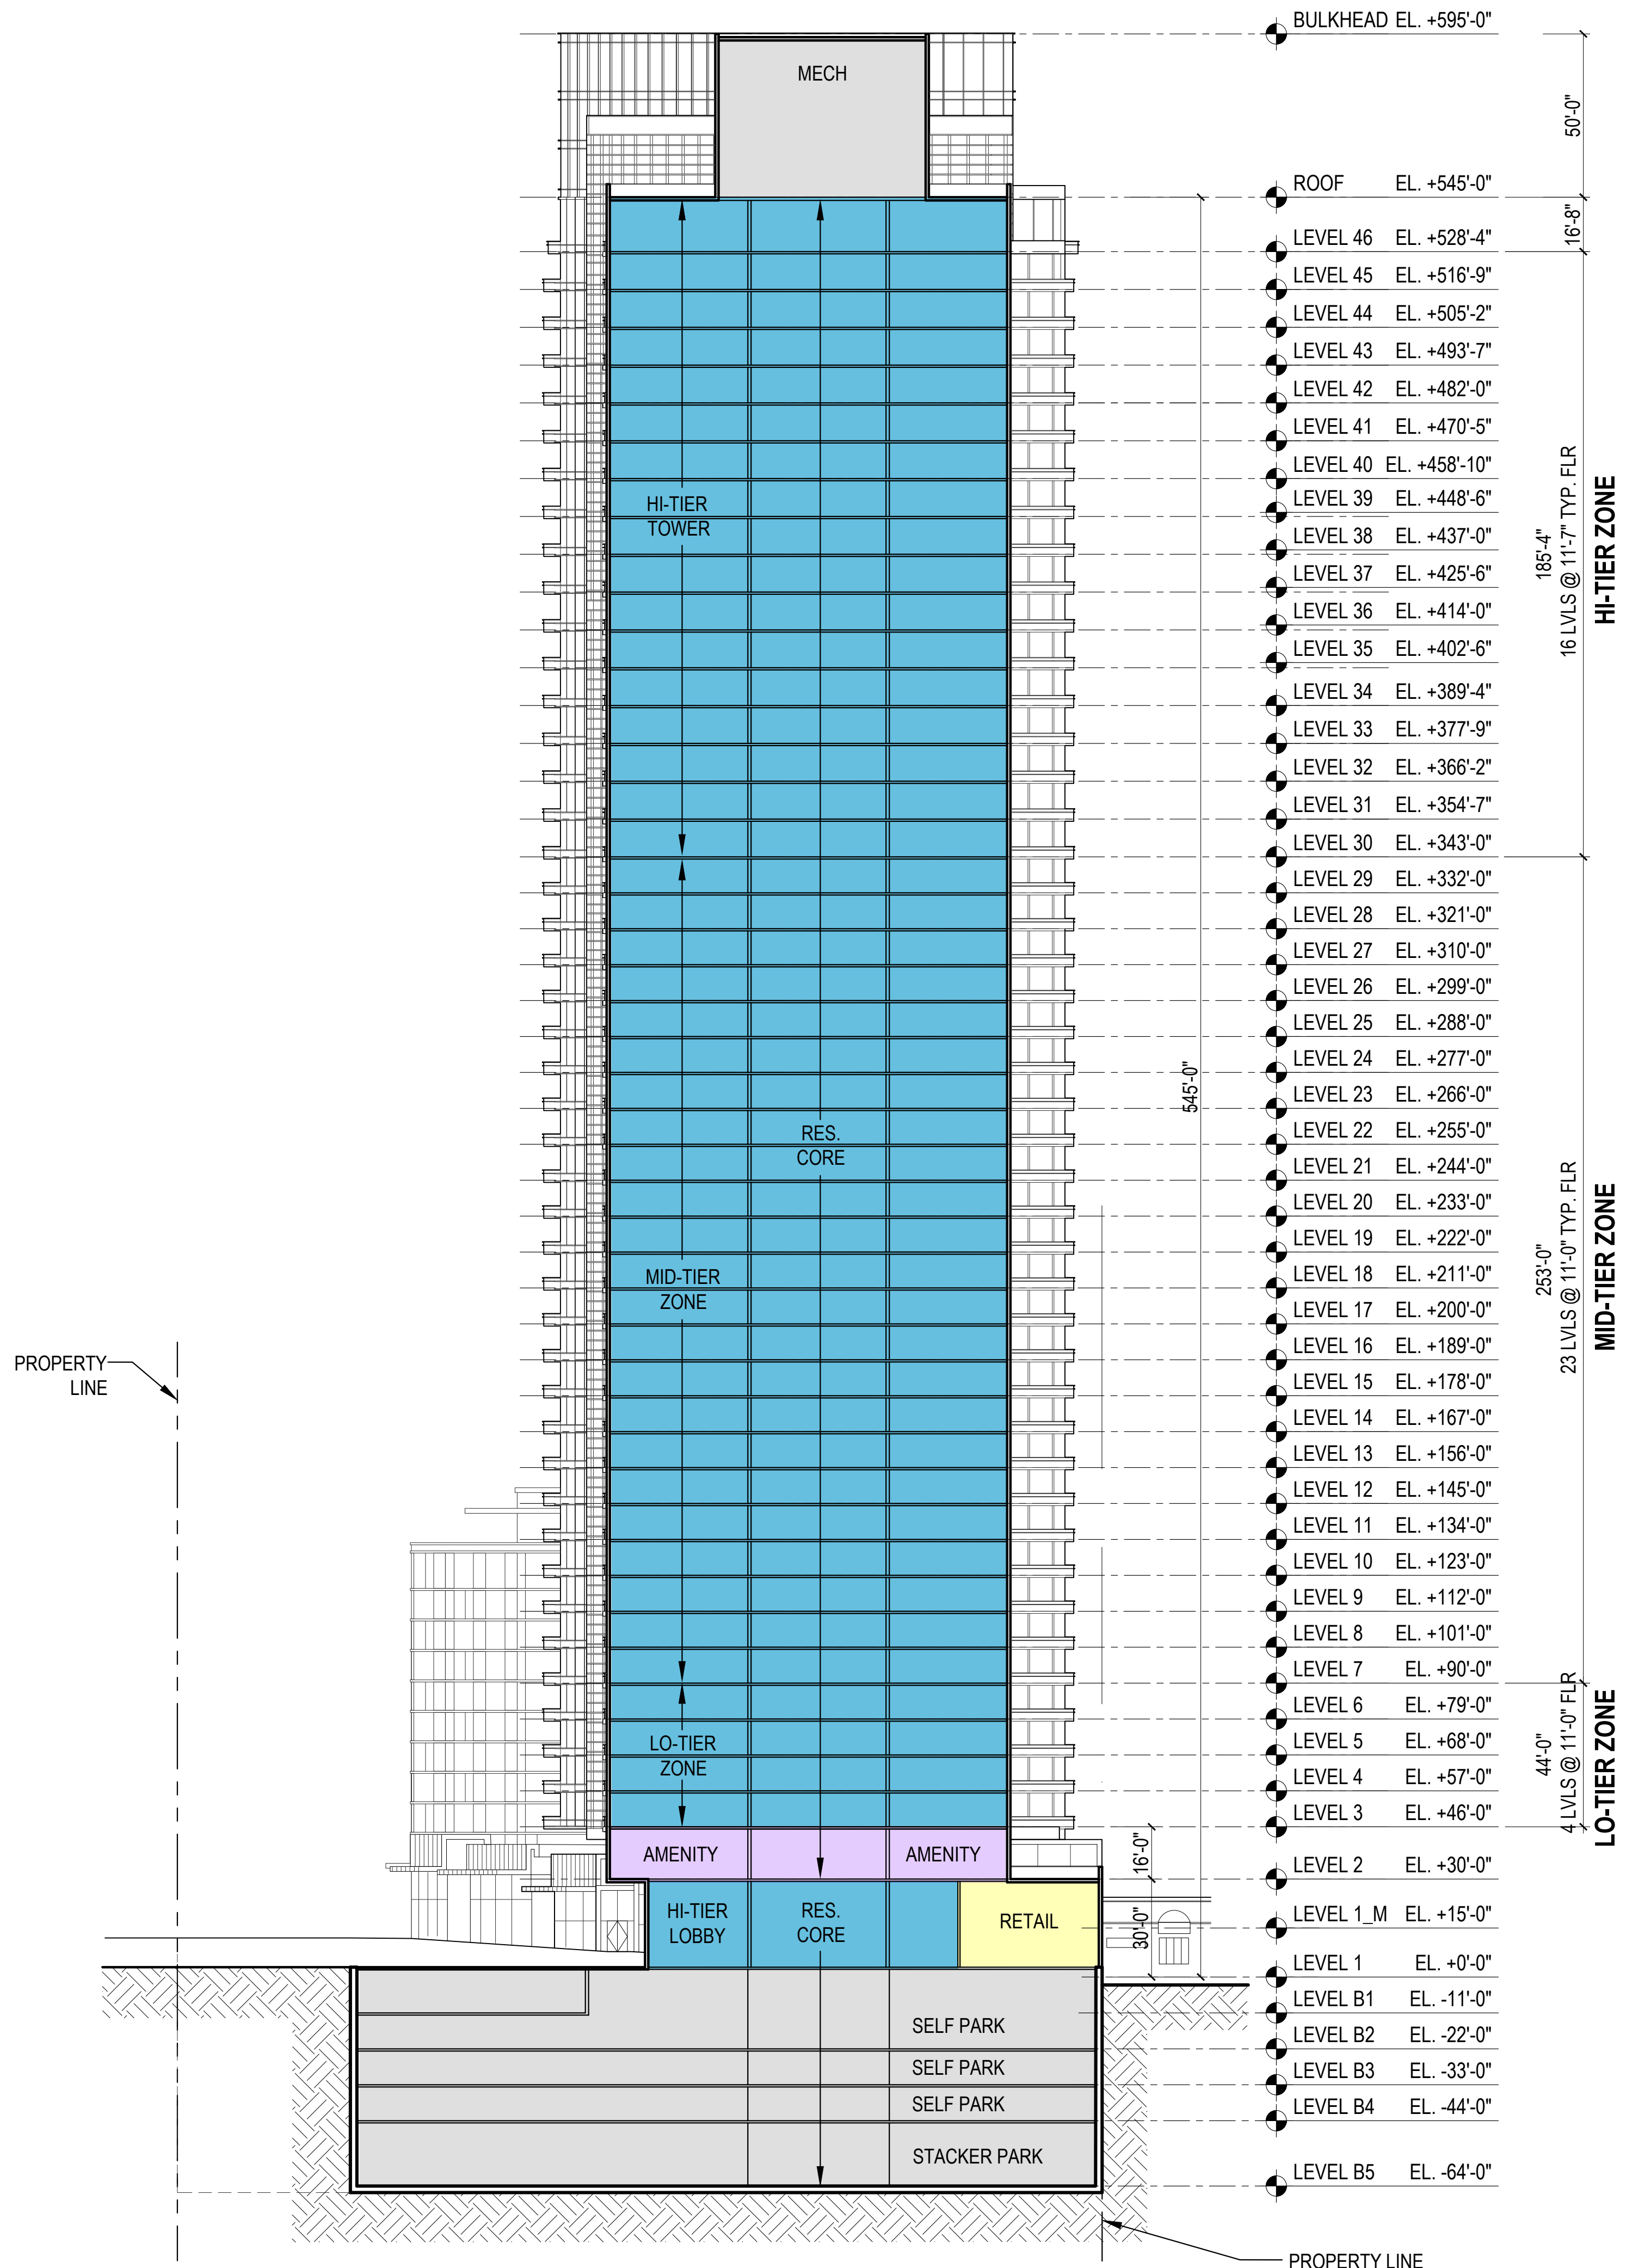 BULKHEAD EL. +595'-0"
MECH
50'-0"
ROOF EL. +545'-0"
16'-8"
LEVEL 46 EL. +528'-4"
LEVEL 45 EL. +516'-9"
LEVEL 44 EL. +505'-2"
LEVEL 43 EL. +493'-7"
LEVEL 42 EL. +482'-0"
LEVEL 41 EL. +470'-5"
LEVEL 40 EL. +458'-10"
LEVEL 39 EL. +448'-6"
LEVEL 38 EL. +437'-0"
LEVEL 37 EL. +425'-6"
LEVEL 36 EL. +414'-0"
LEVEL 35 EL. +402'-6"
LEVEL 34 EL. +389'-4"
LEVEL 33 EL. +377'-9"
LEVEL 32 EL. +366'-2"
LEVEL 31 EL. +354'-7"
LEVEL 30 EL. +343'-0"
HI-TIER
TOWER
185'-4"
16 LVLS @ 11'-7" TYP. FLR
HI-TIER ZONE
LEVEL 29 EL. +332'-0"
LEVEL 28 EL. +321'-0"
LEVEL 27 EL. +310'-0"
LEVEL 26 EL. +299'-0"
LEVEL 25 EL. +288'-0"
LEVEL 24 EL. +277'-0"
LEVEL 23 EL. +266'-0"
LEVEL 22 EL. +255'-0"
LEVEL 21 EL. +244'-0"
LEVEL 20 EL. +233'-0"
LEVEL 19 EL. +222'-0"
LEVEL 18 EL. +211'-0"
LEVEL 17 EL. +200'-0"
LEVEL 16 EL. +189'-0"
LEVEL 15 EL. +178'-0"
LEVEL 14 EL. +167'-0"
LEVEL 13 EL. +156'-0"
LEVEL 12 EL. +145'-0"
LEVEL 11 EL. +134'-0"
LEVEL 10 EL. +123'-0"
LEVEL 9 EL. +112'-0"
LEVEL 8 EL. +101'-0"
LEVEL 7 EL. +90'-0"
545'-0"
RES.
CORE
MID-TIER
ZONE
253'-0"
23 LVLS @ 11'-0" TYP. FLR
MID-TIER ZONE
PROPERTY
LINE
LEVEL 6 EL. +79'-0"
LEVEL 5 EL. +68'-0"
LEVEL 4 EL. +57'-0"
LEVEL 3 EL. +46'-0"
LO-TIER
ZONE
44'-0"
4 LVLS @ 11'-0" FLR
LO-TIER ZONE
AMENITY
AMENITY
16'-0"
LEVEL 2 EL. +30'-0"
HI-TIER
LOBBY
RES.
CORE
RETAIL
30'-0"
LEVEL 1_M EL. +15'-0"
LEVEL 1 EL. +0'-0"
LEVEL B1 EL. -11'-0"
SELF PARK
LEVEL B2 EL. -22'-0"
SELF PARK
LEVEL B3 EL. -33'-0"
SELF PARK
LEVEL B4 EL. -44'-0"
STACKER PARK
LEVEL B5 EL. -64'-0"
PROPERTY LINE